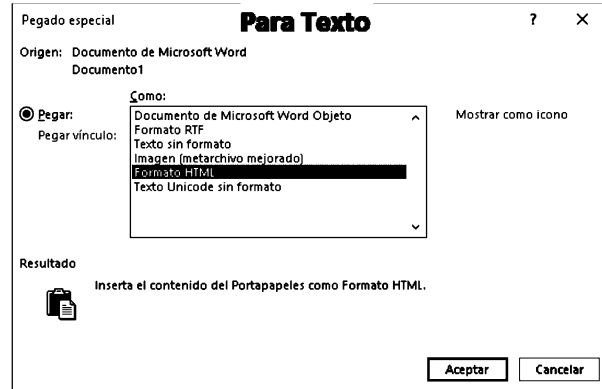 Pegado especial
Para Texto
? ×
Origen: Documento de Microsoft Word
Documento1
Como:
Pegar:
Pegar vínculo:
Documento de Microsoft Word Objeto
Formato RTF
Texto sin formato
Imagen (metarchivo mejorado)
Formato HTML
Texto Unicode sin formato
Mostrar como icono
Resultado
Inserta el contenido del Portapapeles como Formato HTML.
Aceptar
Cancelar